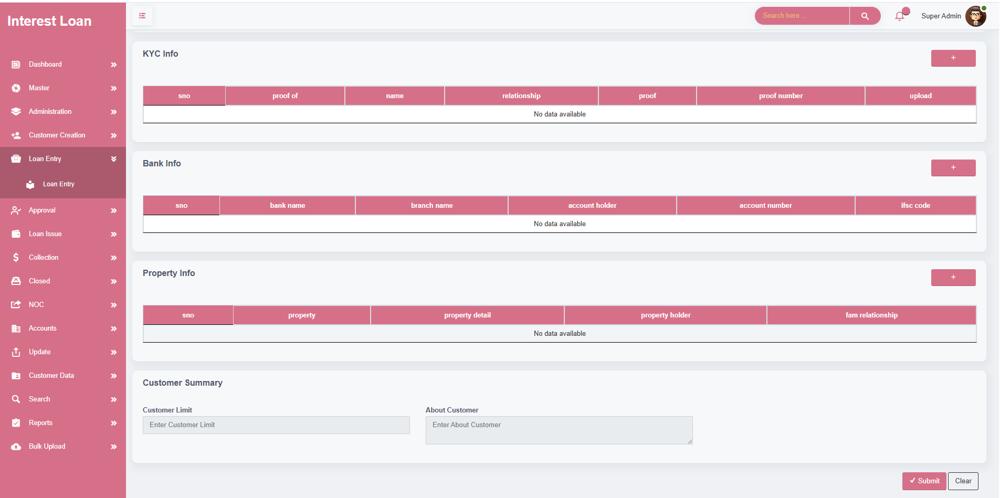 Interest Loan
Search here ...
Super Admin
Dashboard
Master
Administration
Customer Creation
Loan Entry
Loan Entry
Approval
Loan Issue
Collection
Closed
NOC
Accounts
Update
Customer Data
Search
Reports
Bulk Upload
KYC Info
+
sno proof of name relationship proof proof number upload
No data available
Bank Info
+
sno bank name branch name account holder account number ifsc code
No data available
Property Info
+
sno property property detail property holder fam relationship
No data available
Customer Summary
Customer Limit About Customer
Enter Customer Limit Enter About Customer
Submit Clear